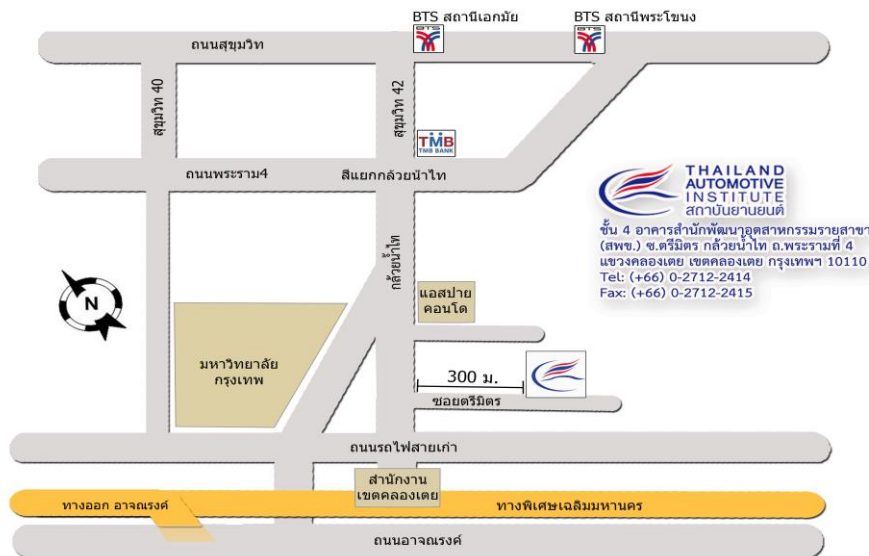 BTS สถานีเอกมัย
BTS สถานีพระโขนง
BTS
BTS
ถนนสุขุมวิท
สุขุมวิท 40
สุขุมวิท 42
TMB
TMB BANK
ถนนพระราม4
สี่แยกกล้วยน้ำไท
THAILAND
AUTOMOTIVE
INSTITUTE
สถาบันยานยนต์
ชั้น 4 อาคารสำนักพัฒนาอุตสาหกรรมรายสาขา
(สพข.) ซ.ตรีมิตร กล้วยน้ำไท ถ.พระรามที่ 4
แขวงคลองเตย เขตคลองเตย กรุงเทพฯ 10110
Tel: (+66) 0-2712-2414
Fax: (+66) 0-2712-2415
กล้วยน้ำไท
N
แอสปาย
คอนโด
มหาวิทยาลัย
กรุงเทพ
300 ม.
ซอยตรีมิตร
ถนนรถไฟสายเก่า
สำนักงาน
เขตคลองเตย
ทางออก อาจณรงค์
ทางพิเศษเฉลิมมหานคร
ถนนอาจณรงค์